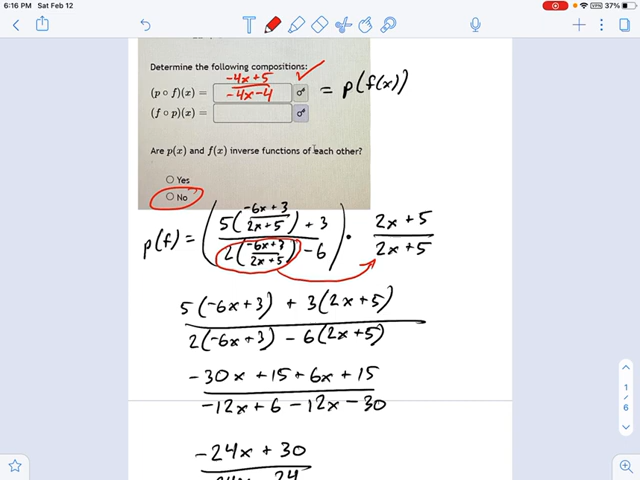 6:16 PM Sat Feb 12
37%
Determine the following compositions:
(p ∘ f)(x) = (-4x+5)/(-4x-4) ✓ = p(f(x))
(f ∘ p)(x) =
Are p(x) and f(x) inverse functions of each other?
Yes
No
p(f) = ((5((-6x+3)/(2x+5)) + 3)/(2((-6x+3)/(2x+5)) - 6)) · (2x+5)/(2x+5)
5(-6x+3) + 3(2x+5)
2(-6x+3) - 6(2x+5)
-30x + 15 + 6x + 15
-12x + 6 - 12x - 30
-24x + 30
1
/
6